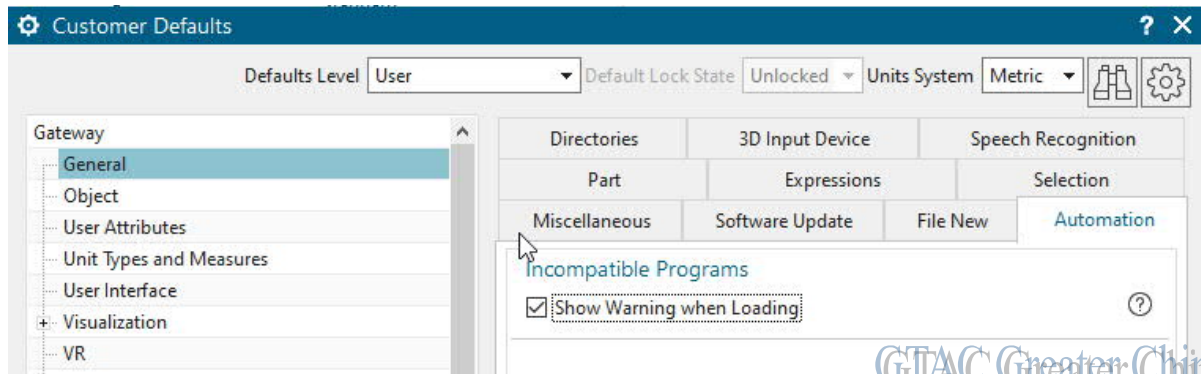 Customer Defaults
? X
Defaults Level User Default Lock State Unlocked Units System Metric
Gateway
General
Object
User Attributes
Unit Types and Measures
User Interface
+ Visualization
VR
Directories 3D Input Device Speech Recognition
Part Expressions Selection
Miscellaneous Software Update File New Automation
Incompatible Programs
Show Warning when Loading
?
GTAC Greater Chin